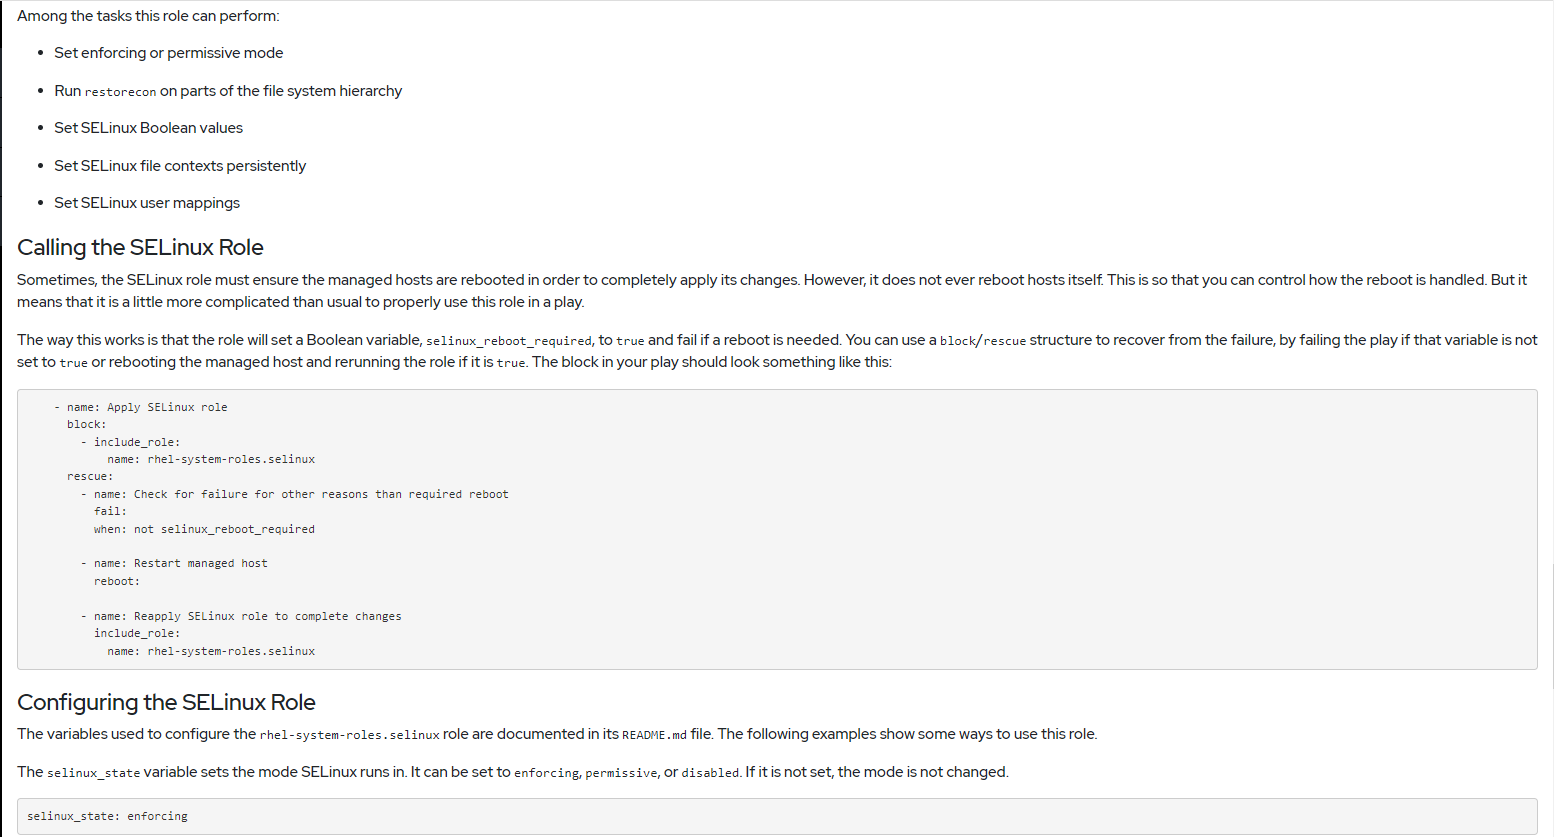 Among the tasks this role can perform:
• Set enforcing or permissive mode
• Run restorecon on parts of the file system hierarchy
• Set SELinux Boolean values
• Set SELinux file contexts persistently
• Set SELinux user mappings
Calling the SELinux Role
Sometimes, the SELinux role must ensure the managed hosts are rebooted in order to completely apply its changes. However, it does not ever reboot hosts itself. This is so that you can control how the reboot is handled. But it
means that it is a little more complicated than usual to properly use this role in a play.
The way this works is that the role will set a Boolean variable, selinux_reboot_required, to true and fail if a reboot is needed. You can use a block/rescue structure to recover from the failure, by failing the play if that variable is not
set to true or rebooting the managed host and rerunning the role if it is true. The block in your play should look something like this:
    - name: Apply SELinux role
      block:
        - include_role:
            name: rhel-system-roles.selinux
      rescue:
        - name: Check for failure for other reasons than required reboot
          fail:
          when: not selinux_reboot_required
        - name: Restart managed host
          reboot:
        - name: Reapply SELinux role to complete changes
          include_role:
            name: rhel-system-roles.selinux
Configuring the SELinux Role
The variables used to configure the rhel-system-roles.selinux role are documented in its README.md file. The following examples show some ways to use this role.
The selinux_state variable sets the mode SELinux runs in. It can be set to enforcing, permissive, or disabled. If it is not set, the mode is not changed.
selinux_state: enforcing